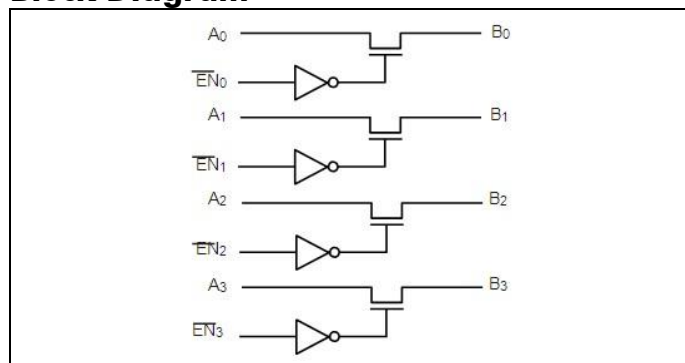 Block Diagram
A0 B0
EN0
A1 B1
EN1
A2 B2
EN2
A3 B3
EN3